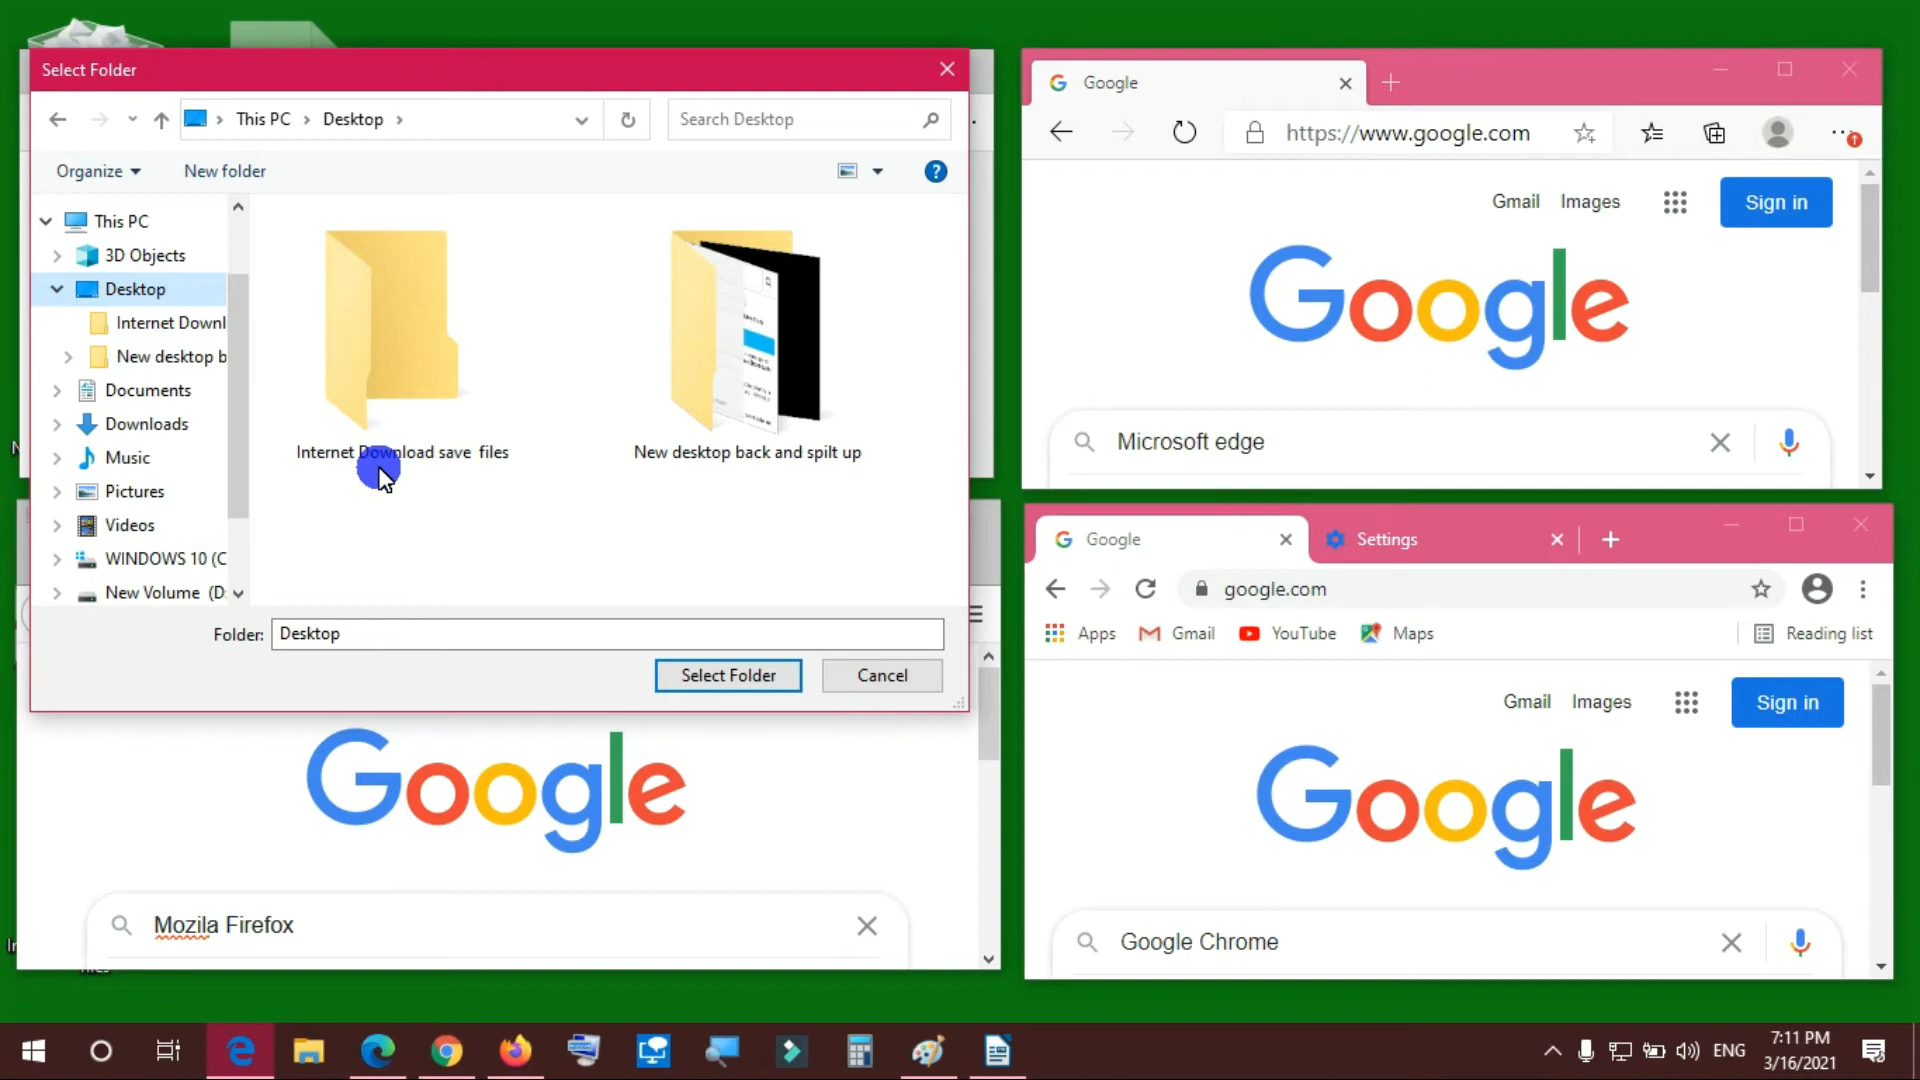 Select Folder
This PC
Desktop
Search Desktop
Organize
New folder
?
This PC
3D Objects
Desktop
Internet Downl
New desktop b
Documents
Downloads
Music
Pictures
Videos
WINDOWS 10 (C
New Volume (D:
Internet Download save files
New desktop back and spilt up
Folder:
Desktop
Select Folder
Cancel
Google
Mozila Firefox
files
Google
https://www.google.com
Gmail
Images
Sign in
Google
Microsoft edge
Google
Settings
google.com
Apps
Gmail
YouTube
Maps
Reading list
Gmail
Images
Sign in
Google
Google Chrome
ENG
7:11 PM
3/16/2021